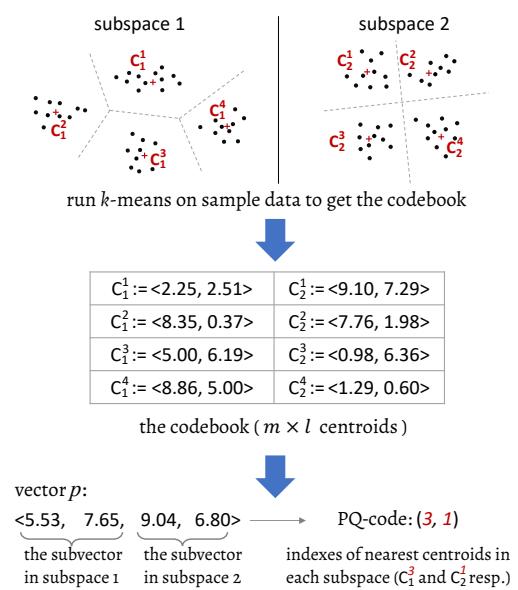 subspace 1
subspace 2
C₁¹
C₁²
C₁³
C₁⁴
C₂¹
C₂²
C₂³
C₂⁴
run k-means on sample data to get the codebook
C₁¹ := <2.25, 2.51> C₂¹ := <9.10, 7.29>
C₁² := <8.35, 0.37> C₂² := <7.76, 1.98>
C₁³ := <5.00, 6.19> C₂³ := <0.98, 6.36>
C₁⁴ := <8.86, 5.00> C₂⁴ := <1.29, 0.60>
the codebook ( m × l centroids )
vector p:
<5.53, 7.65, 9.04, 6.80>
PQ-code: (3, 1)
the subvector
in subspace 1
the subvector
in subspace 2
indexes of nearest centroids in
each subspace (C₁³ and C₂¹ resp.)